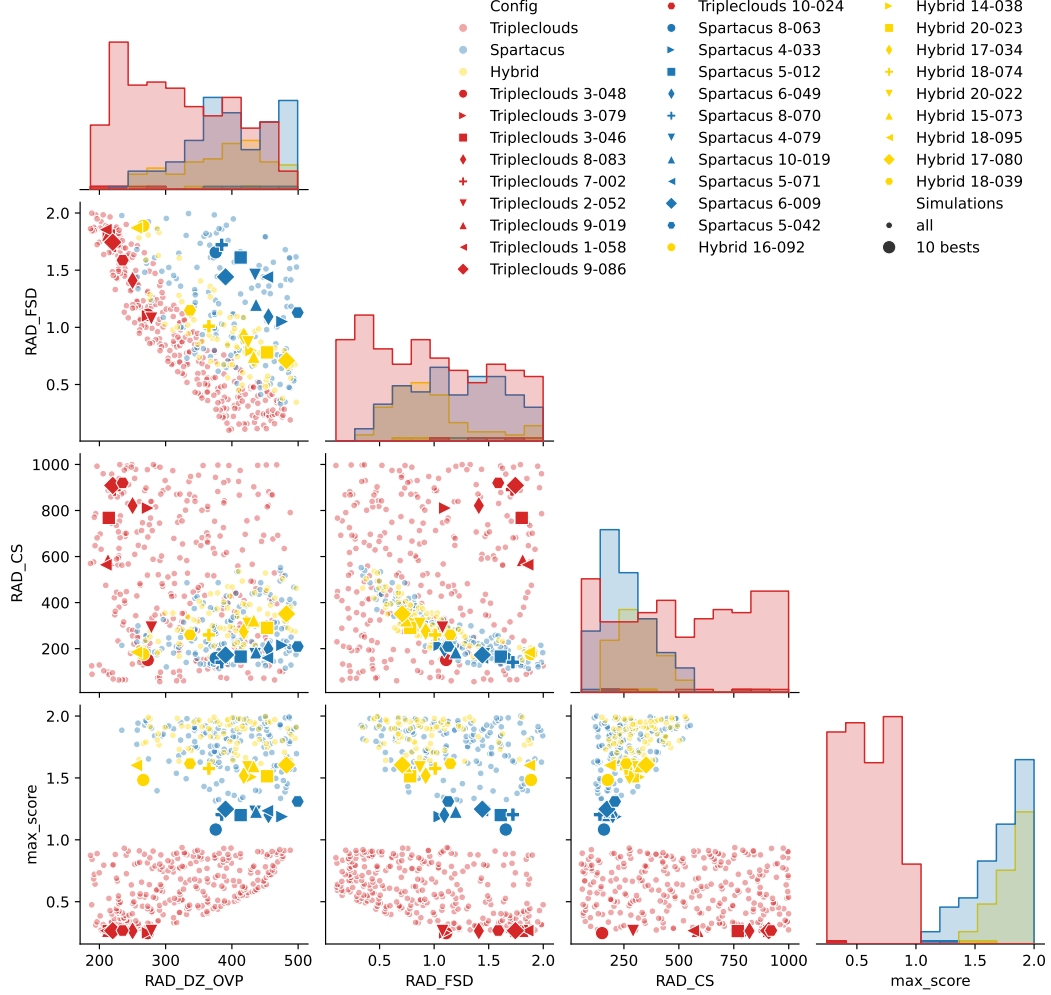 Config
Tripleclouds
Spartacus
Hybrid
Tripleclouds 3-048
Tripleclouds 3-079
Tripleclouds 3-046
Tripleclouds 8-083
Tripleclouds 7-002
Tripleclouds 2-052
Tripleclouds 9-019
Tripleclouds 1-058
Tripleclouds 9-086
Tripleclouds 10-024
Spartacus 8-063
Spartacus 4-033
Spartacus 5-012
Spartacus 6-049
Spartacus 8-070
Spartacus 4-079
Spartacus 10-019
Spartacus 5-071
Spartacus 6-009
Spartacus 5-042
Hybrid 16-092
Hybrid 14-038
Hybrid 20-023
Hybrid 17-034
Hybrid 18-074
Hybrid 20-022
Hybrid 15-073
Hybrid 18-095
Hybrid 17-080
Hybrid 18-039
Simulations
all
10 bests
RAD_FSD
2.0
1.5
1.0
0.5
RAD_CS
1000
800
600
400
200
max_score
2.0
1.5
1.0
0.5
200 300 400 500
RAD_DZ_OVP
0.5 1.0 1.5 2.0
RAD_FSD
250 500 750 1000
RAD_CS
0.5 1.0 1.5 2.0
max_score